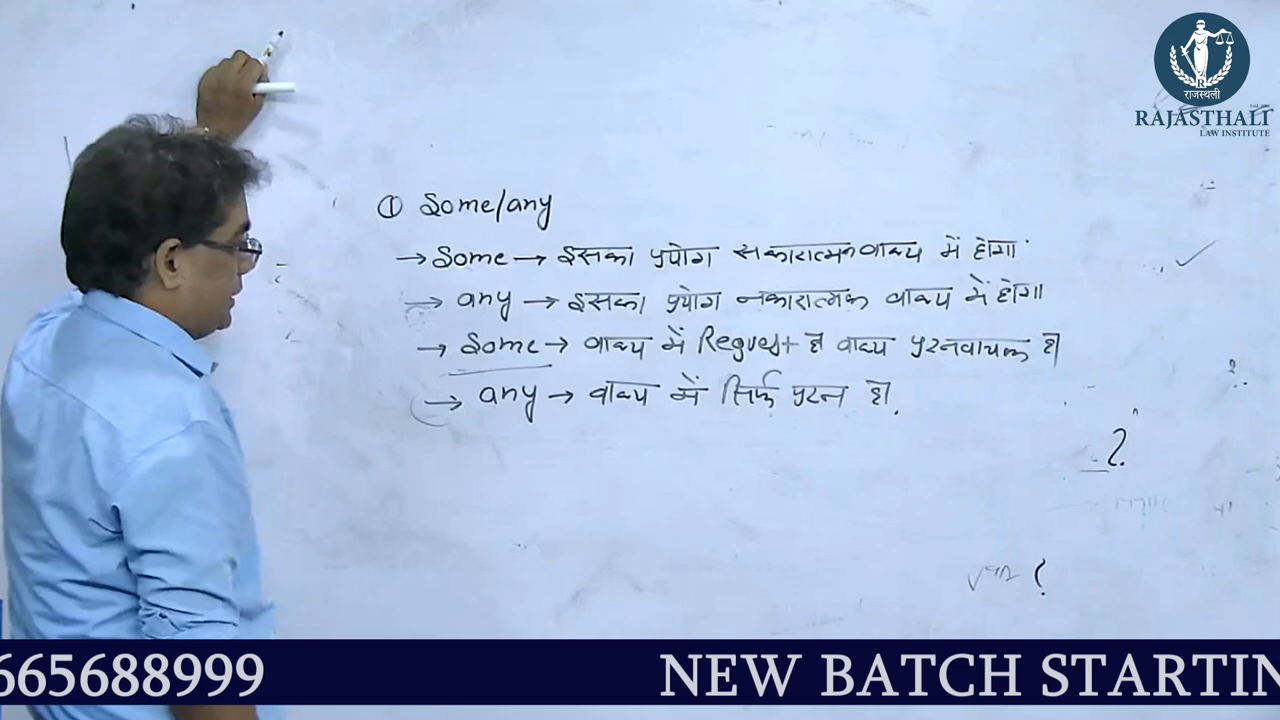 राजस्थली
RAJASTHALI
LAW INSTITUTE
① Some/any
→ Some → इसका प्रयोग सकारात्मक वाक्य में होगा
→ any → इसका प्रयोग नकारात्मक वाक्य में होगा
→ Some → वाक्य में Request हो वाक्य प्रश्नवाचक हो
→ any → वाक्य में सिर्फ प्रश्न हो.
?
?
665688999
NEW BATCH STARTIN